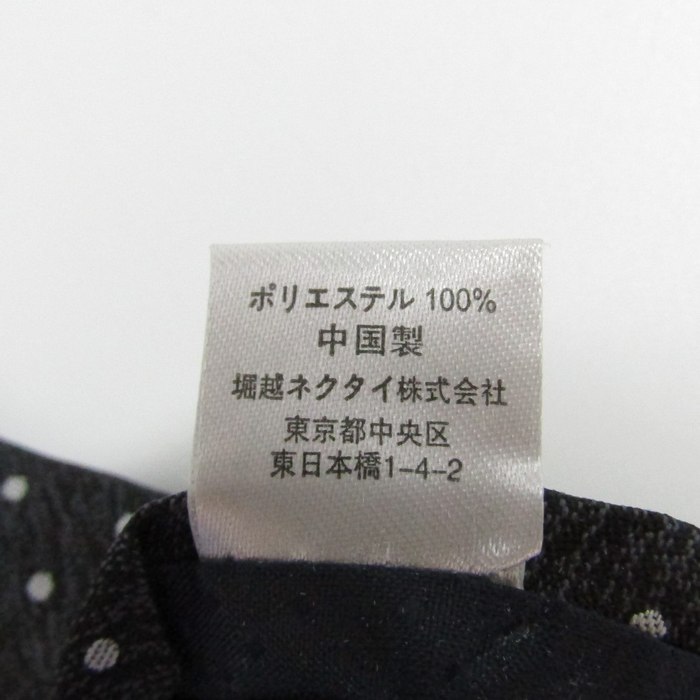 ポリエステル 100%
中国製
堀越ネクタイ株式会社
東京都中央区
東日本橋1-4-2